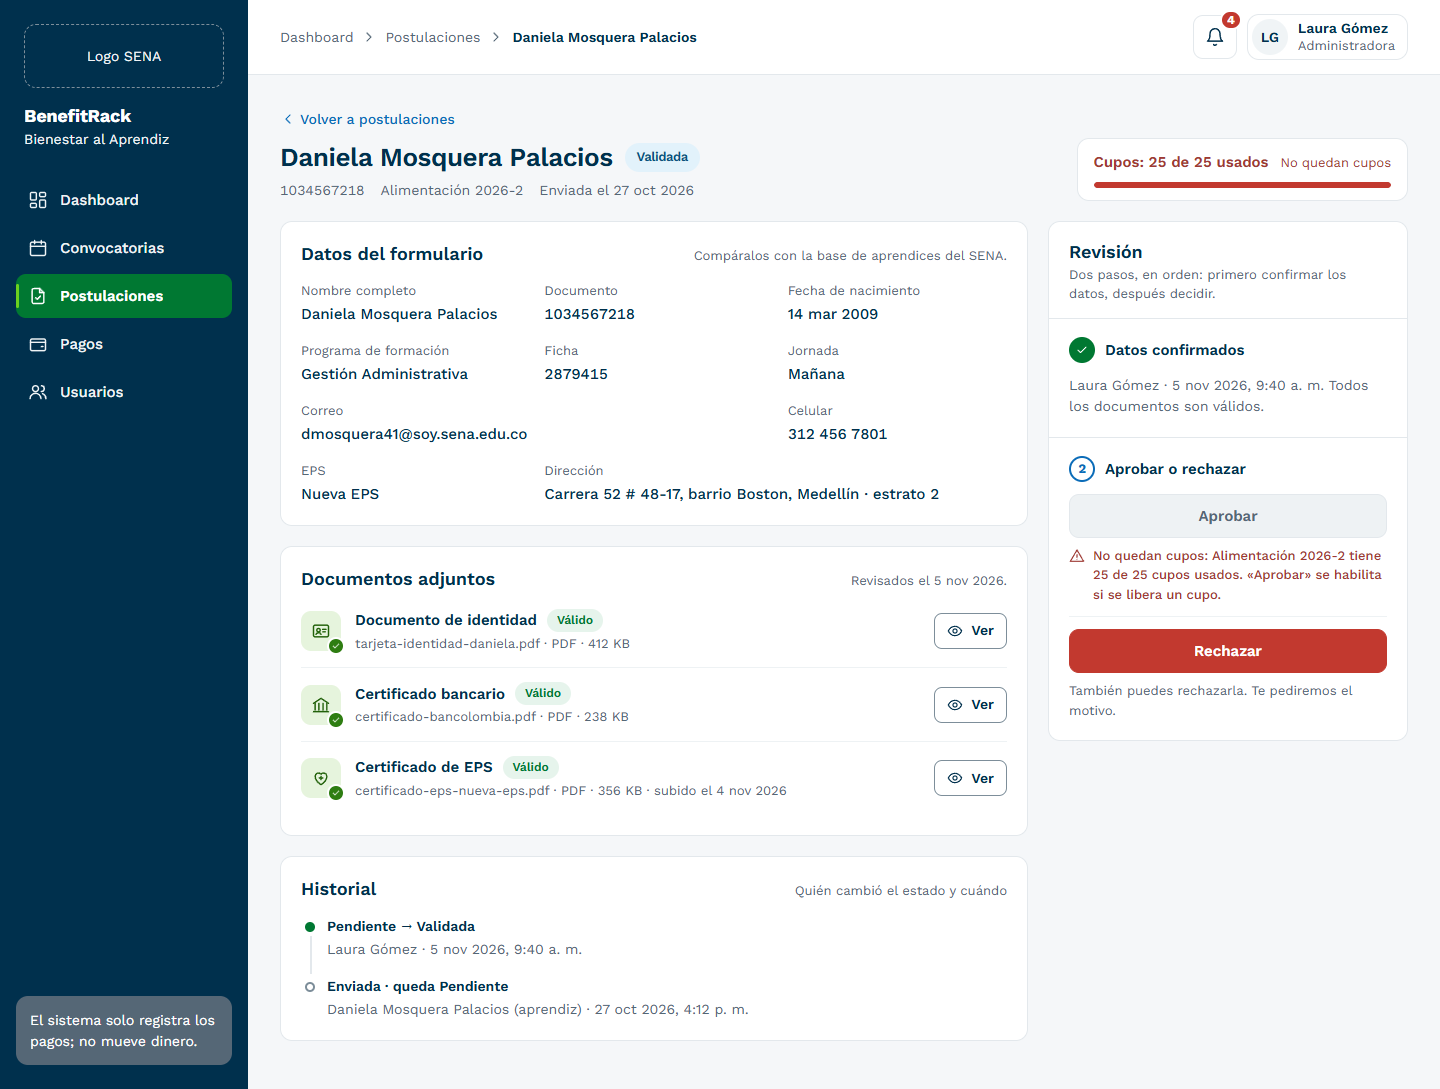 Logo SENA
BenefitRack
Bienestar al Aprendiz
Dashboard
Convocatorias
Postulaciones
Pagos
Usuarios
El sistema solo registra los
pagos; no mueve dinero.
Dashboard > Postulaciones > Daniela Mosquera Palacios
4
LG
Laura Gómez
Administradora
Volver a postulaciones
Daniela Mosquera Palacios Validada
1034567218 Alimentación 2026-2 Enviada el 27 oct 2026
Cupos: 25 de 25 usados No quedan cupos
Datos del formulario Compáralos con la base de aprendices del SENA.
Nombre completo Documento Fecha de nacimiento
Daniela Mosquera Palacios 1034567218 14 mar 2009
Programa de formación Ficha Jornada
Gestión Administrativa 2879415 Mañana
Correo Celular
dmosquera41@soy.sena.edu.co 312 456 7801
EPS Dirección
Nueva EPS Carrera 52 # 48-17, barrio Boston, Medellín · estrato 2
Documentos adjuntos Revisados el 5 nov 2026.
Documento de identidad Válido
tarjeta-identidad-daniela.pdf · PDF · 412 KB
Ver
Certificado bancario Válido
certificado-bancolombia.pdf · PDF · 238 KB
Ver
Certificado de EPS Válido
certificado-eps-nueva-eps.pdf · PDF · 356 KB · subido el 4 nov 2026
Ver
Historial Quién cambió el estado y cuándo
Pendiente → Validada
Laura Gómez · 5 nov 2026, 9:40 a. m.
Enviada · queda Pendiente
Daniela Mosquera Palacios (aprendiz) · 27 oct 2026, 4:12 p. m.
Revisión
Dos pasos, en orden: primero confirmar los
datos, después decidir.
Datos confirmados
Laura Gómez · 5 nov 2026, 9:40 a. m. Todos
los documentos son válidos.
2 Aprobar o rechazar
Aprobar
No quedan cupos: Alimentación 2026-2 tiene
25 de 25 cupos usados. «Aprobar» se habilita
si se libera un cupo.
Rechazar
También puedes rechazarla. Te pediremos el
motivo.